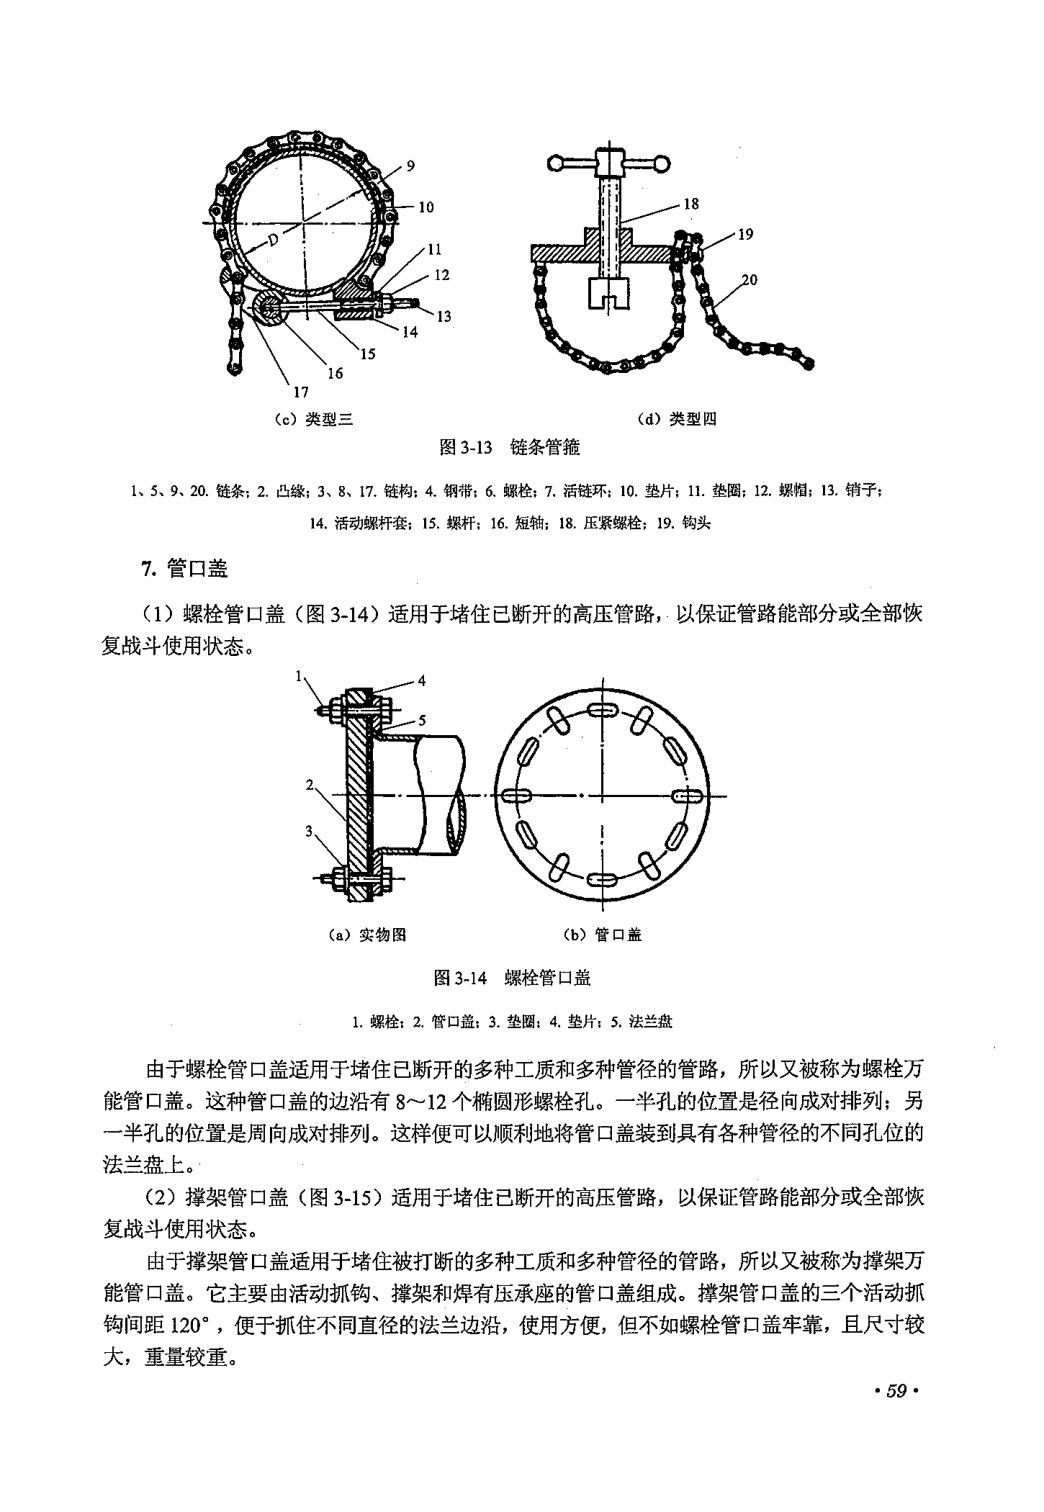 9
10
D
11
12
13
14
15
16
17
18
19
20
（c）类型三
（d）类型四
图 3-13 链条管箍
1、5、9、20. 链条；2. 凸缘；3、8、17. 链构；4. 钢带；6. 螺栓；7. 活链环；10. 垫片；11. 垫圈；12. 螺帽；13. 销子；
14. 活动螺杆套；15. 螺杆；16. 短轴；18. 压紧螺栓；19. 钩头
7. 管口盖
（1）螺栓管口盖（图 3-14）适用于堵住已断开的高压管路，以保证管路能部分或全部恢
复战斗使用状态。
1
4
5
2
3
（a）实物图
（b）管口盖
图 3-14 螺栓管口盖
1. 螺栓；2. 管口盖；3. 垫圈；4. 垫片；5. 法兰盘
由于螺栓管口盖适用于堵住已断开的多种工质和多种管径的管路，所以又被称为螺栓万
能管口盖。这种管口盖的边沿有 8～12 个椭圆形螺栓孔。一半孔的位置是径向成对排列；另
一半孔的位置是周向成对排列。这样便可以顺利地将管口盖装到具有各种管径的不同孔位的
法兰盘上。
（2）撑架管口盖（图 3-15）适用于堵住已断开的高压管路，以保证管路能部分或全部恢
复战斗使用状态。
由于撑架管口盖适用于堵住被打断的多种工质和多种管径的管路，所以又被称为撑架万
能管口盖。它主要由活动抓钩、撑架和焊有压承座的管口盖组成。撑架管口盖的三个活动抓
钩间距 120°，便于抓住不同直径的法兰边沿，使用方便，但不如螺栓管口盖牢靠，且尺寸较
大，重量较重。
·59·